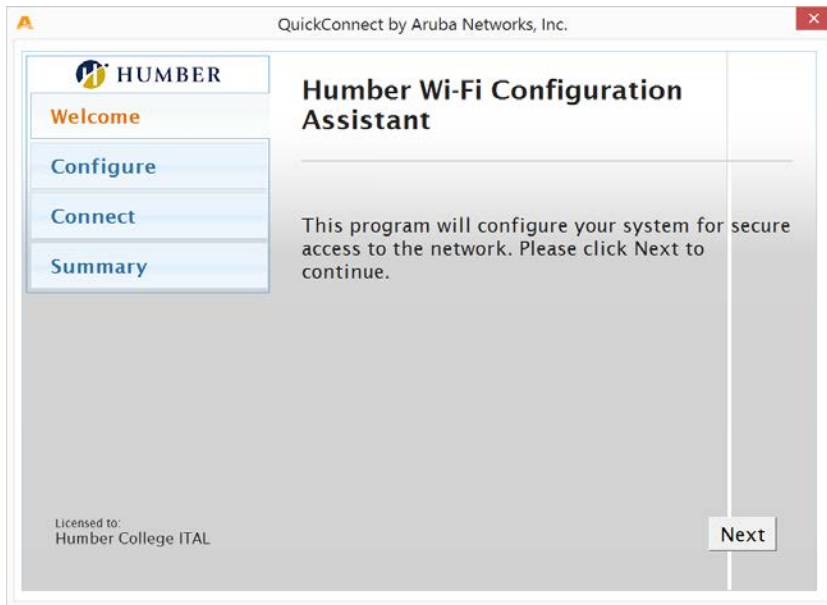 QuickConnect by Aruba Networks, Inc.
HUMBER
Welcome
Configure
Connect
Summary
Humber Wi-Fi Configuration
Assistant
This program will configure your system for secure
access to the network. Please click Next to
continue.
Licensed to:
Humber College ITAL
Next